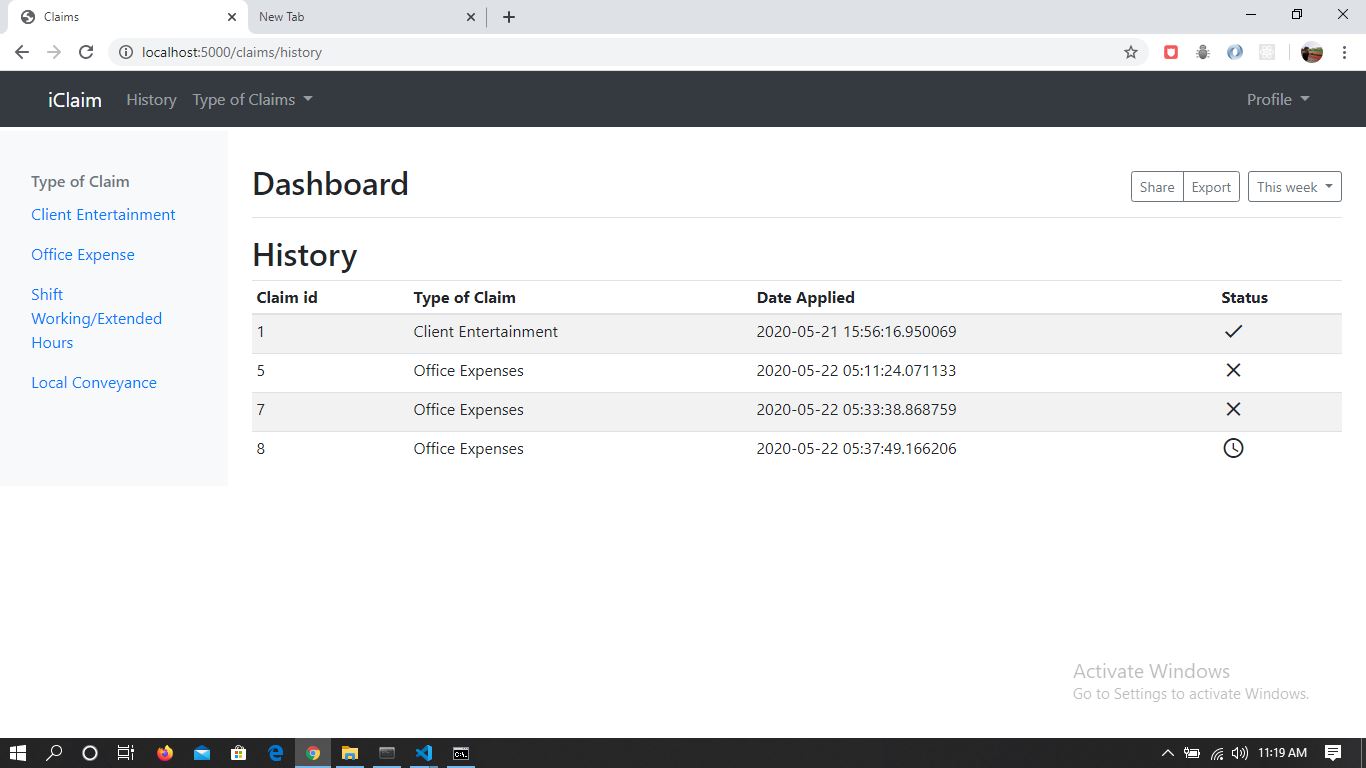 Claims
New Tab
localhost:5000/claims/history
iClaim History Type of Claims Profile
Type of Claim
Client Entertainment
Office Expense
Shift
Working/Extended
Hours
Local Conveyance
Dashboard
Share Export This week
History
Claim id Type of Claim Date Applied Status
1 Client Entertainment 2020-05-21 15:56:16.950069
5 Office Expenses 2020-05-22 05:11:24.071133
7 Office Expenses 2020-05-22 05:33:38.868759
8 Office Expenses 2020-05-22 05:37:49.166206
Activate Windows
Go to Settings to activate Windows.
11:19 AM